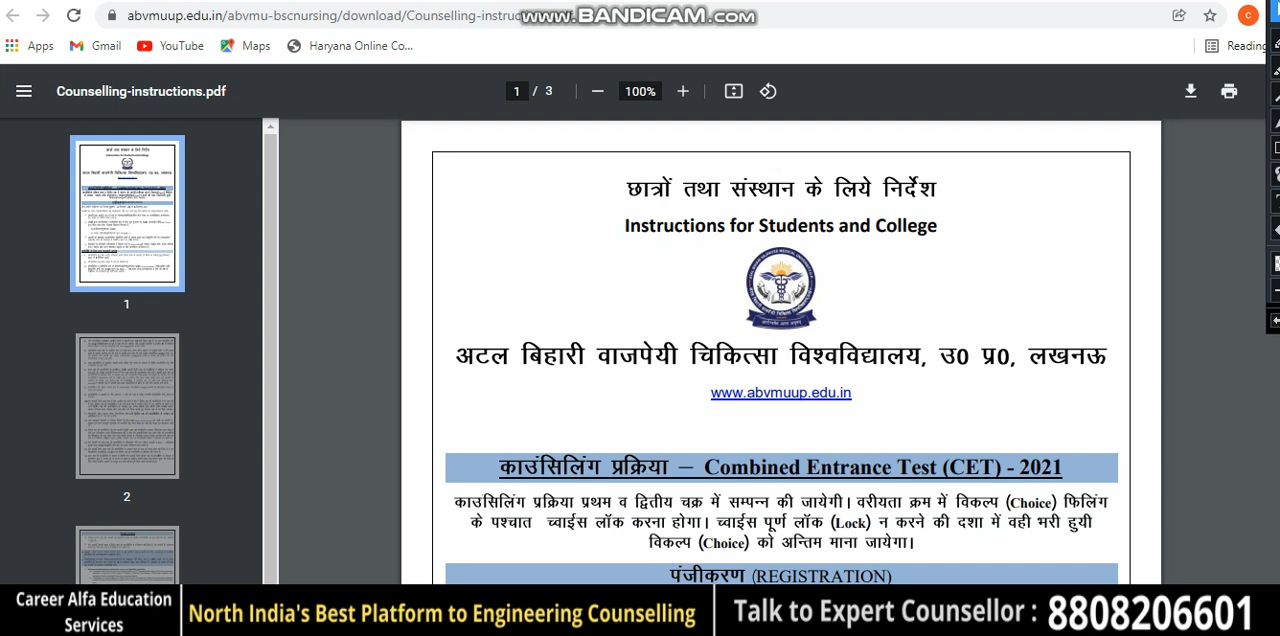 abvmuup.edu.in/abvmu-bscnursing/download/Counselling-instruc
www.BANDICAM.com
C
Apps
Gmail
YouTube
Maps
Haryana Online Co...
Reading
Counselling-instructions.pdf
1 / 3
100%
छात्रों तथा संस्थान के लिये निर्देश
Instructions for Students and College
अटल बिहारी वाजपेयी चिकित्सा विश्वविद्यालय, उ0 प्र0, लखनऊ
www.abvmuup.edu.in
काउंसिलिंग प्रक्रिया – Combined Entrance Test (CET) - 2021
काउसिलिंग प्रक्रिया प्रथम व द्वितीय चक्र में सम्पन्न की जायेगी। वरीयता क्रम में विकल्प (Choice) फिलिंग
के पश्चात च्वाईस लॉक करना होगा। च्वाईस पूर्ण लॉक (Lock) न करने की दशा में वही भरी हुयी
विकल्प (Choice) को अन्तिम माना जायेगा।
पंजीकरण (REGISTRATION)
1
2
Career Alfa Education
Services
North India's Best Platform to Engineering Counselling
Talk to Expert Counsellor : 8808206601